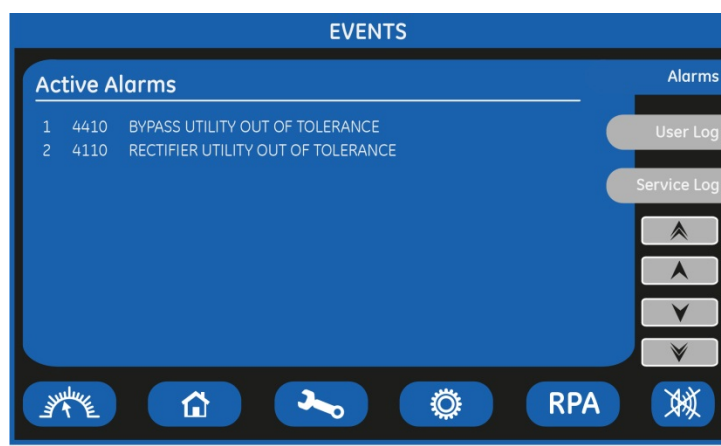 EVENTS
Active Alarms
Alarms
1 4410 BYPASS UTILITY OUT OF TOLERANCE
2 4110 RECTIFIER UTILITY OUT OF TOLERANCE
User Log
Service Log
RPA